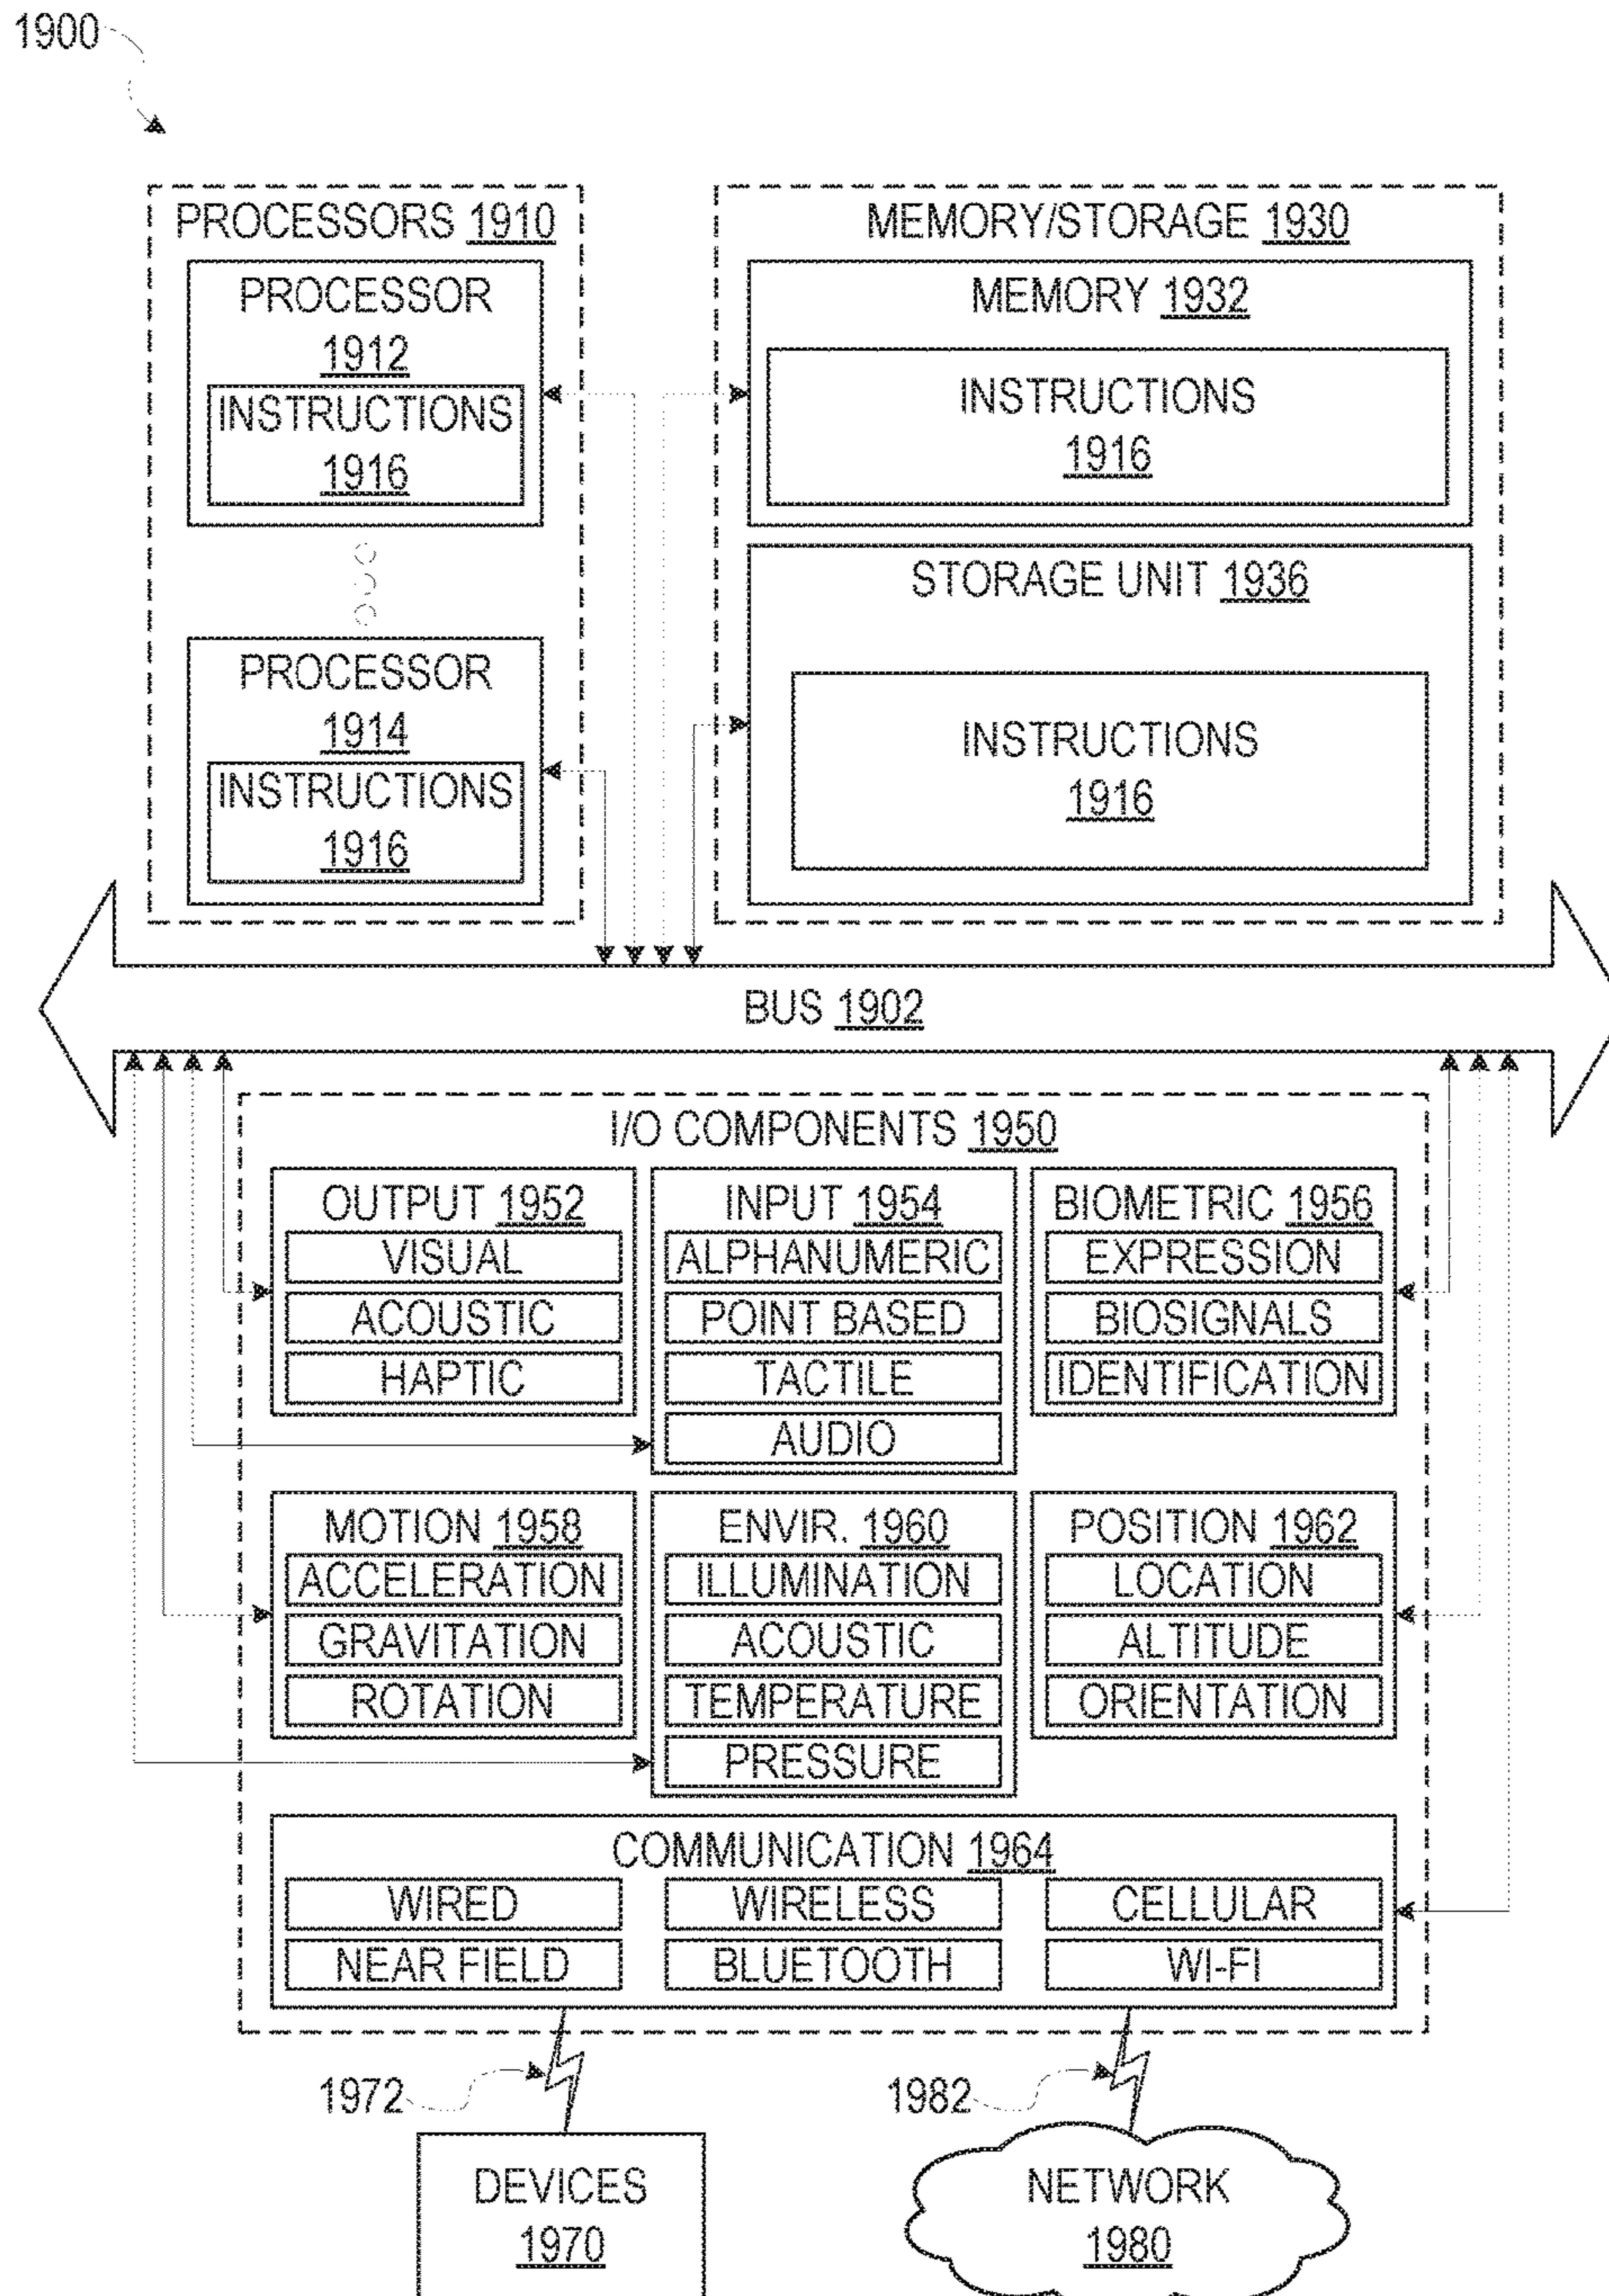 1900
PROCESSORS 1910
PROCESSOR
1912
INSTRUCTIONS
1916
PROCESSOR
1914
INSTRUCTIONS
1916
MEMORY/STORAGE 1930
MEMORY 1932
INSTRUCTIONS
1916
STORAGE UNIT 1936
INSTRUCTIONS
1916
BUS 1902
I/O COMPONENTS 1950
OUTPUT 1952
VISUAL
ACOUSTIC
HAPTIC
INPUT 1954
ALPHANUMERIC
POINT BASED
TACTILE
AUDIO
BIOMETRIC 1956
EXPRESSION
BIOSIGNALS
IDENTIFICATION
MOTION 1958
ACCELERATION
GRAVITATION
ROTATION
ENVIR. 1960
ILLUMINATION
ACOUSTIC
TEMPERATURE
PRESSURE
POSITION 1962
LOCATION
ALTITUDE
ORIENTATION
COMMUNICATION 1964
WIRED
WIRELESS
CELLULAR
NEAR FIELD
BLUETOOTH
WI-FI
1972
1982
DEVICES
1970
NETWORK
1980